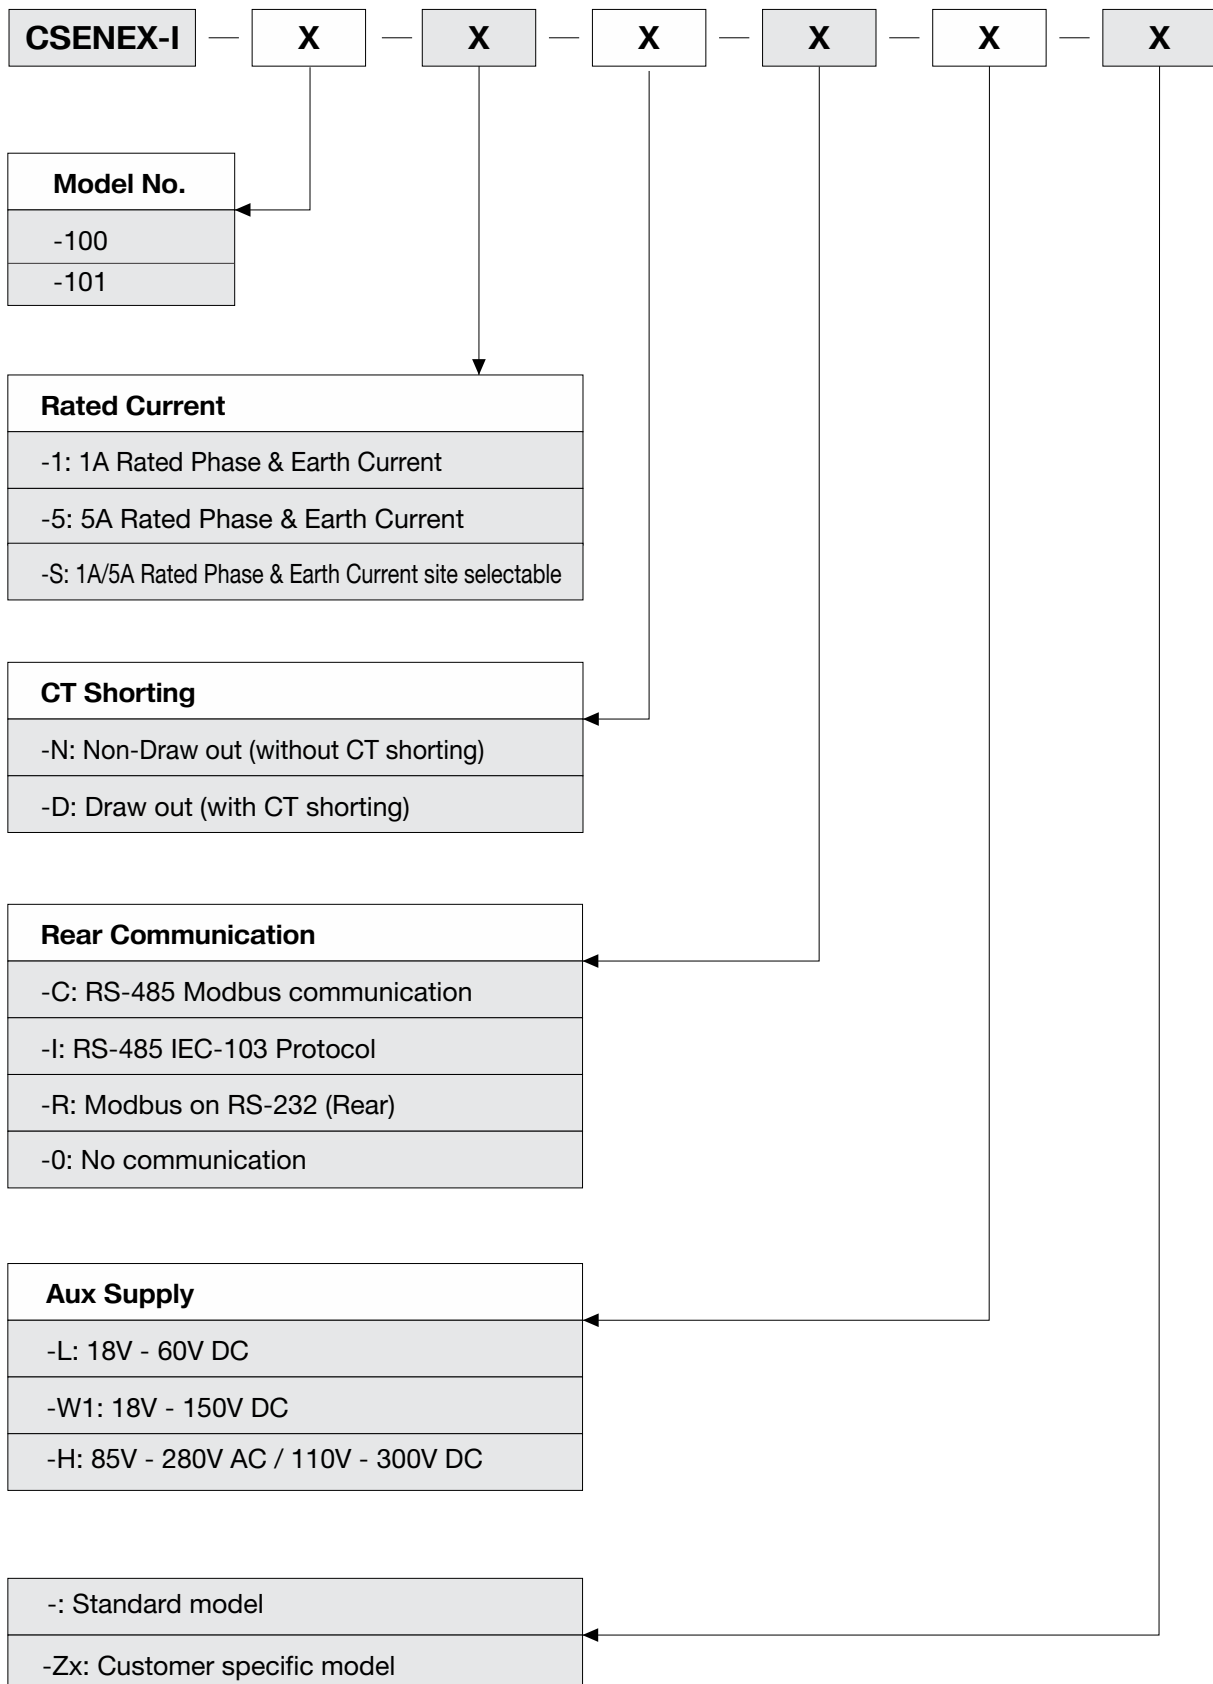 CSENEX-I — X — X — X — X — X — X
Model No.
-100
-101
Rated Current
-1: 1A Rated Phase & Earth Current
-5: 5A Rated Phase & Earth Current
-S: 1A/5A Rated Phase & Earth Current site selectable
CT Shorting
-N: Non-Draw out (without CT shorting)
-D: Draw out (with CT shorting)
Rear Communication
-C: RS-485 Modbus communication
-I: RS-485 IEC-103 Protocol
-R: Modbus on RS-232 (Rear)
-0: No communication
Aux Supply
-L: 18V - 60V DC
-W1: 18V - 150V DC
-H: 85V - 280V AC / 110V - 300V DC
-: Standard model
-Zx: Customer specific model